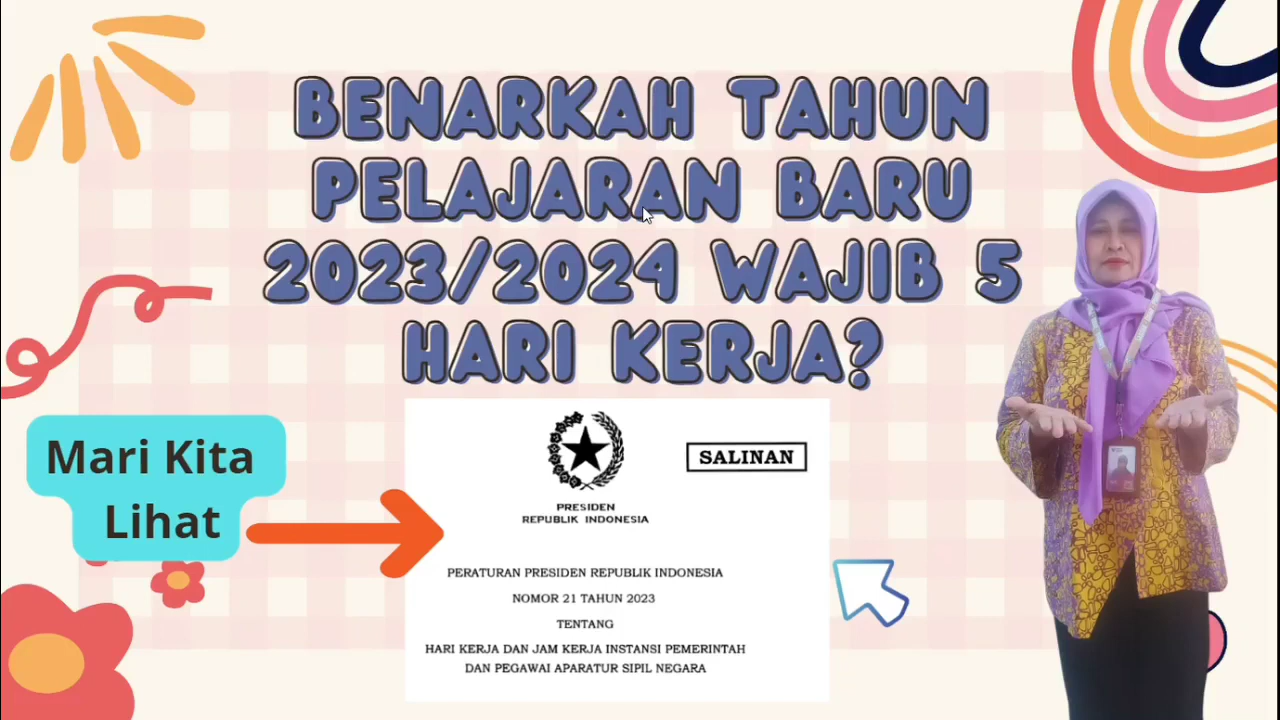 BENARKAH TAHUN
PELAJARAN BARU
2023/2024 WAJIB 5
HARI KERJA?
Mari Kita
Lihat
SALINAN
PRESIDEN
REPUBLIK INDONESIA
PERATURAN PRESIDEN REPUBLIK INDONESIA
NOMOR 21 TAHUN 2023
TENTANG
HARI KERJA DAN JAM KERJA INSTANSI PEMERINTAH
DAN PEGAWAI APARATUR SIPIL NEGARA